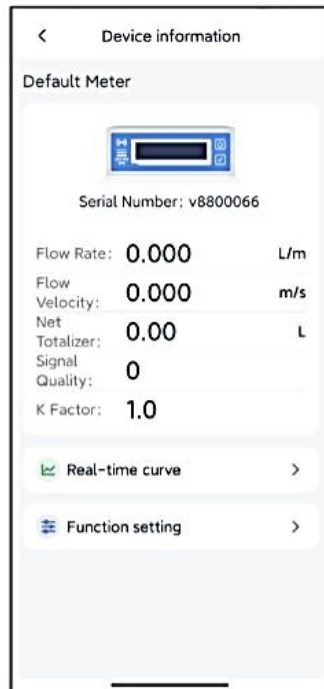 Device information
Default Meter
Serial Number: v8800066
Flow Rate: 0.000 L/m
Flow Velocity: 0.000 m/s
Net Totalizer: 0.00 L
Signal Quality: 0
K Factor: 1.0
Real-time curve
Function setting